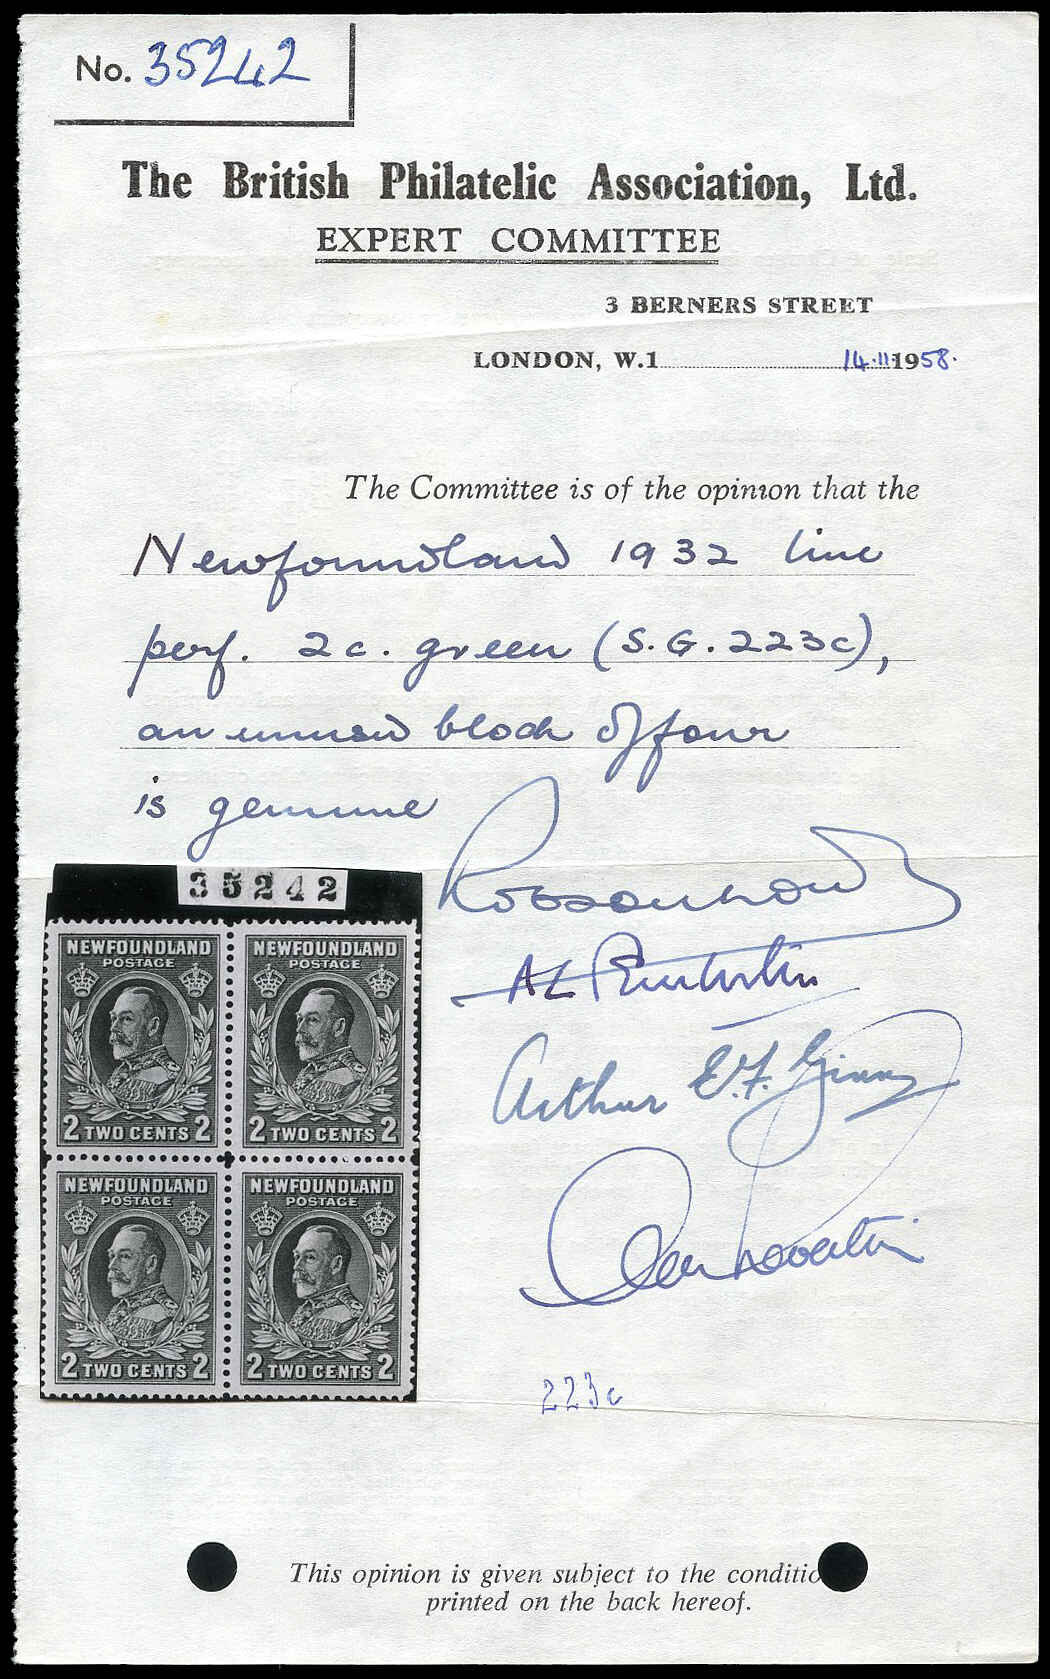 No. 35242
The British Philatelic Association, Ltd.
EXPERT COMMITTEE
3 BERNERS STREET
LONDON, W.1 14.11.1958.
The Committee is of the opinion that the
Newfoundland 1932 line
perf. 2c. green (S.G. 223c),
an unused block of four
is genuine
35242
NEWFOUNDLAND NEWFOUNDLAND
POSTAGE POSTAGE
2 TWO CENTS 2 2 TWO CENTS 2
NEWFOUNDLAND NEWFOUNDLAND
POSTAGE POSTAGE
2 TWO CENTS 2 2 TWO CENTS 2
Robson Lowe
Arthur
223c
This opinion is given subject to the conditio
printed on the back hereof.